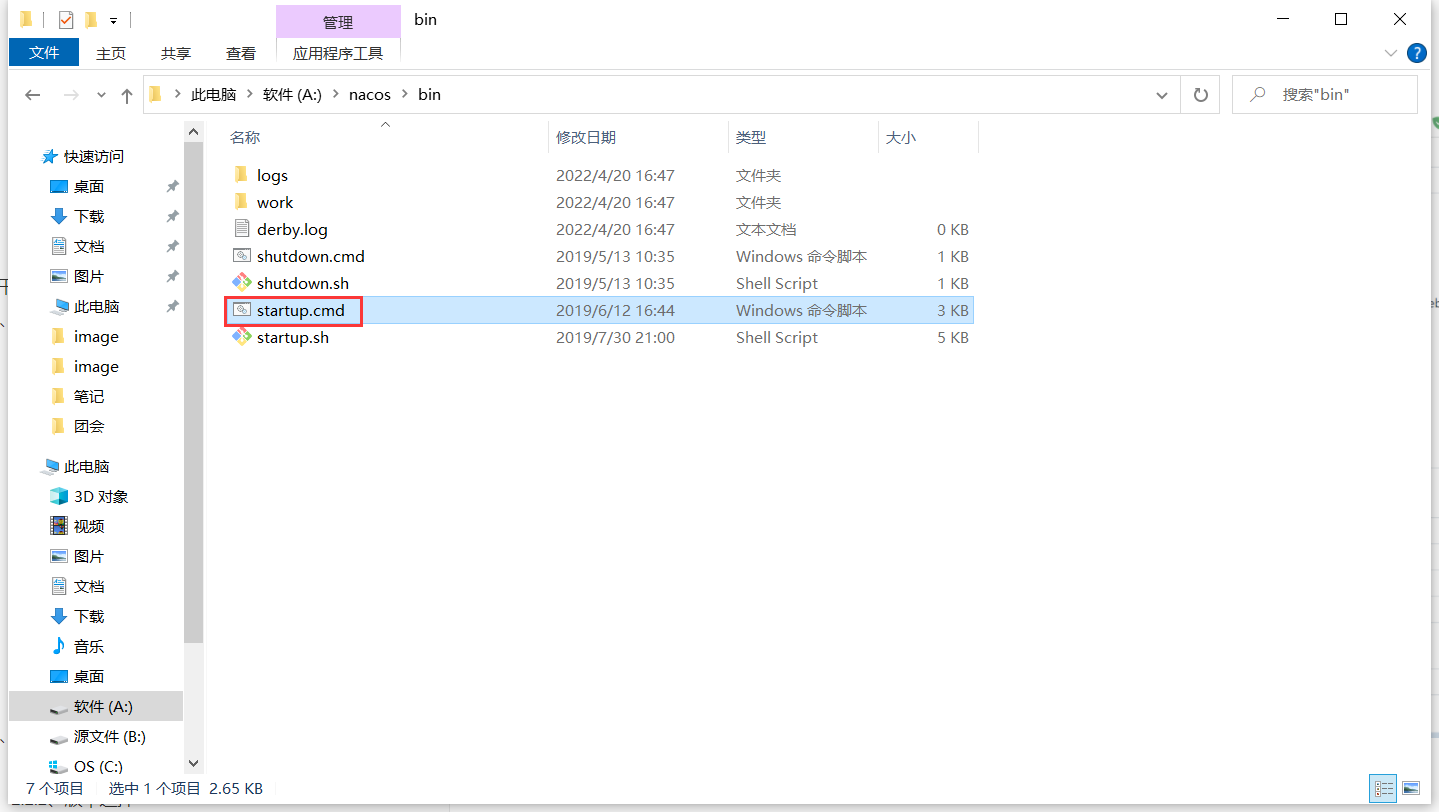 管理
bin
文件
主页
共享
查看
应用程序工具
?
此电脑
软件 (A:)
nacos
bin
搜索"bin"
快速访问
桌面
下载
文档
图片
此电脑
image
image
笔记
团会
此电脑
3D 对象
视频
图片
文档
下载
音乐
桌面
软件 (A:)
源文件 (B:)
OS (C:)
名称 修改日期 类型 大小
logs 2022/4/20 16:47 文件夹
work 2022/4/20 16:47 文件夹
derby.log 2022/4/20 16:47 文本文档 0 KB
shutdown.cmd 2019/5/13 10:35 Windows 命令脚本 1 KB
shutdown.sh 2019/5/13 10:35 Shell Script 1 KB
startup.cmd 2019/6/12 16:44 Windows 命令脚本 3 KB
startup.sh 2019/7/30 21:00 Shell Script 5 KB
7 个项目 选中 1 个项目 2.65 KB